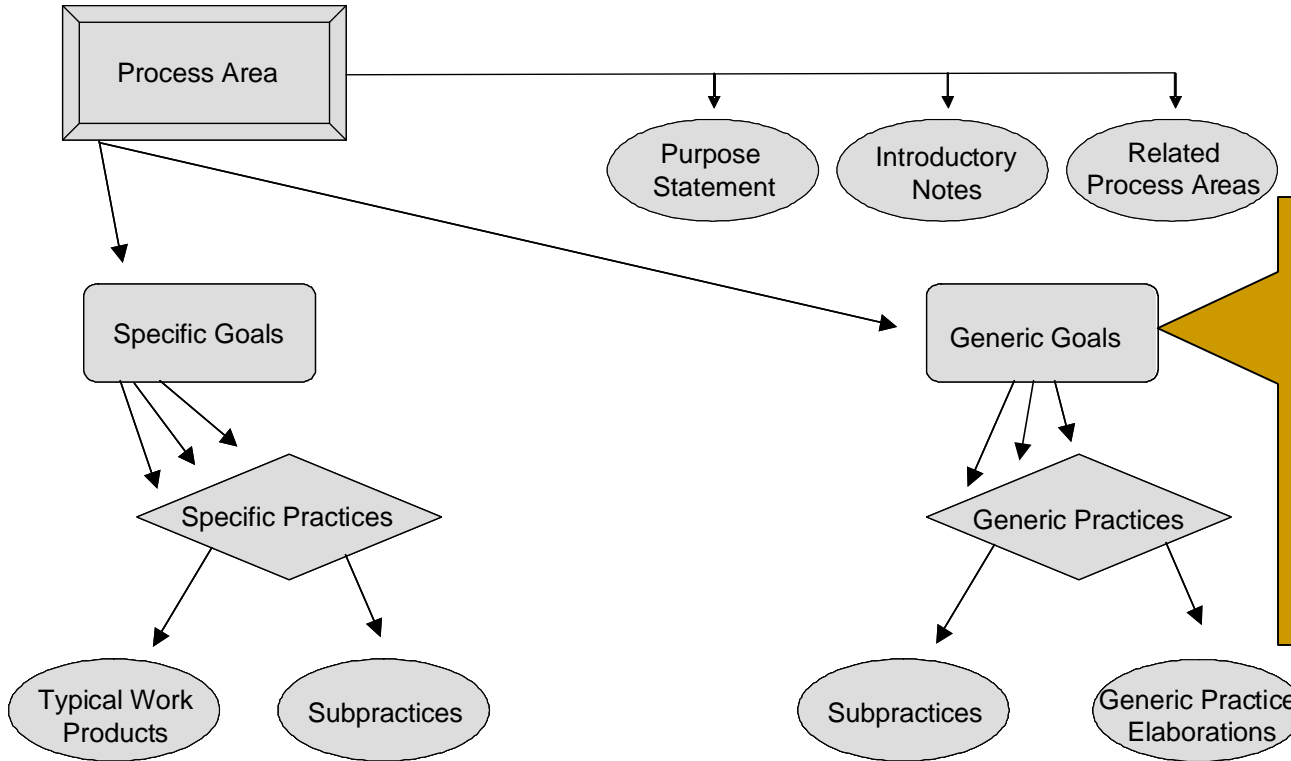 Process Area
Purpose
Statement
Introductory
Notes
Related
Process Areas
Specific Goals
Generic Goals
Specific Practices
Generic Practices
Typical Work
Products
Subpractices
Subpractices
Generic Practice
Elaborations